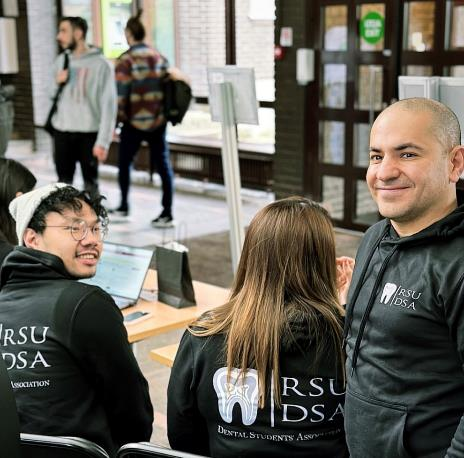 RSU
DSA
RSU
DSA
ASSOCIATION
RSU
DSA
DENTAL STUDENTS' ASSOCIATION